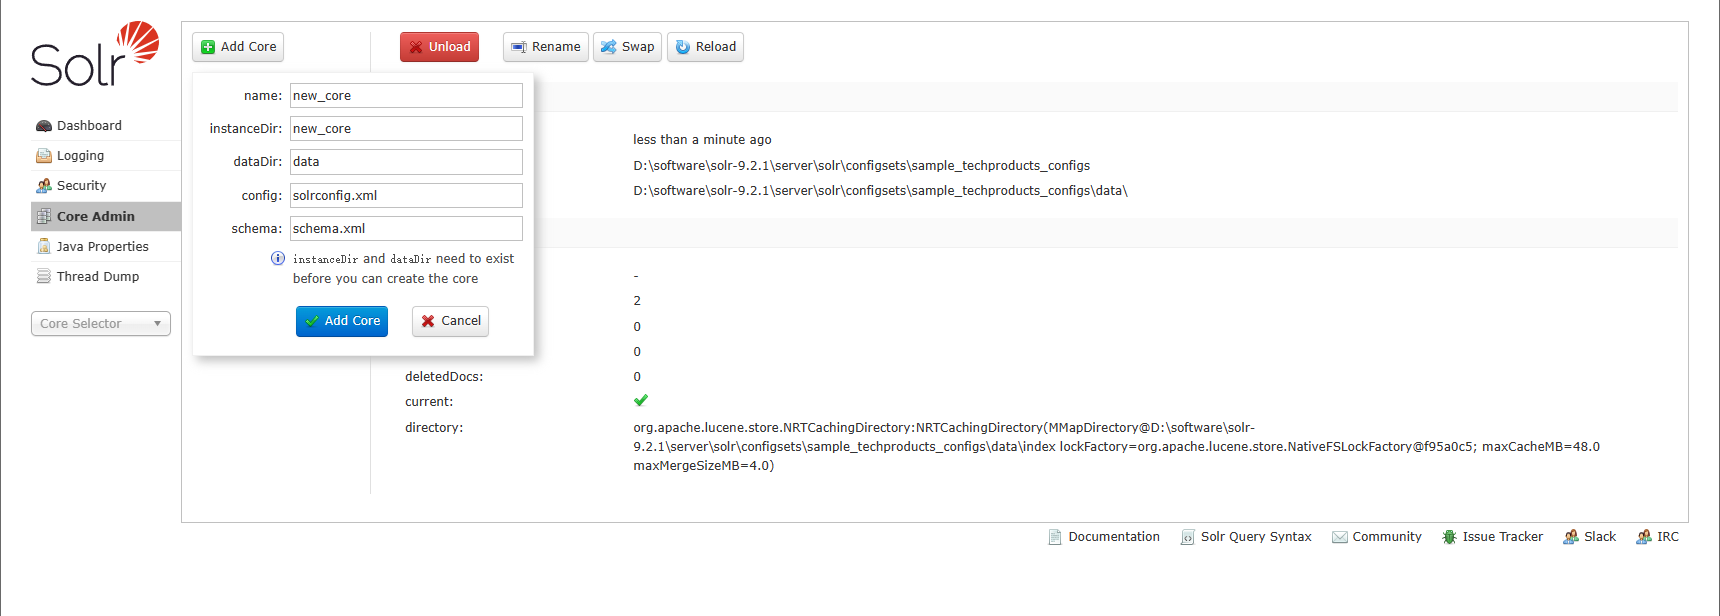 Solr
Dashboard
Logging
Security
Core Admin
Java Properties
Thread Dump
Core Selector
Add Core
Unload
Rename
Swap
Reload
name: new_core
instanceDir: new_core
dataDir: data
config: solrconfig.xml
schema: schema.xml
instanceDir and dataDir need to exist
before you can create the core
Add Core
Cancel
less than a minute ago
D:\software\solr-9.2.1\server\solr\configsets\sample_techproducts_configs
D:\software\solr-9.2.1\server\solr\configsets\sample_techproducts_configs\data\
-
2
0
0
deletedDocs: 0
current:
directory: org.apache.lucene.store.NRTCachingDirectory:NRTCachingDirectory(MMapDirectory@D:\software\solr-
9.2.1\server\solr\configsets\sample_techproducts_configs\data\index lockFactory=org.apache.lucene.store.NativeFSLockFactory@f95a0c5; maxCacheMB=48.0
maxMergeSizeMB=4.0)
Documentation
Solr Query Syntax
Community
Issue Tracker
Slack
IRC